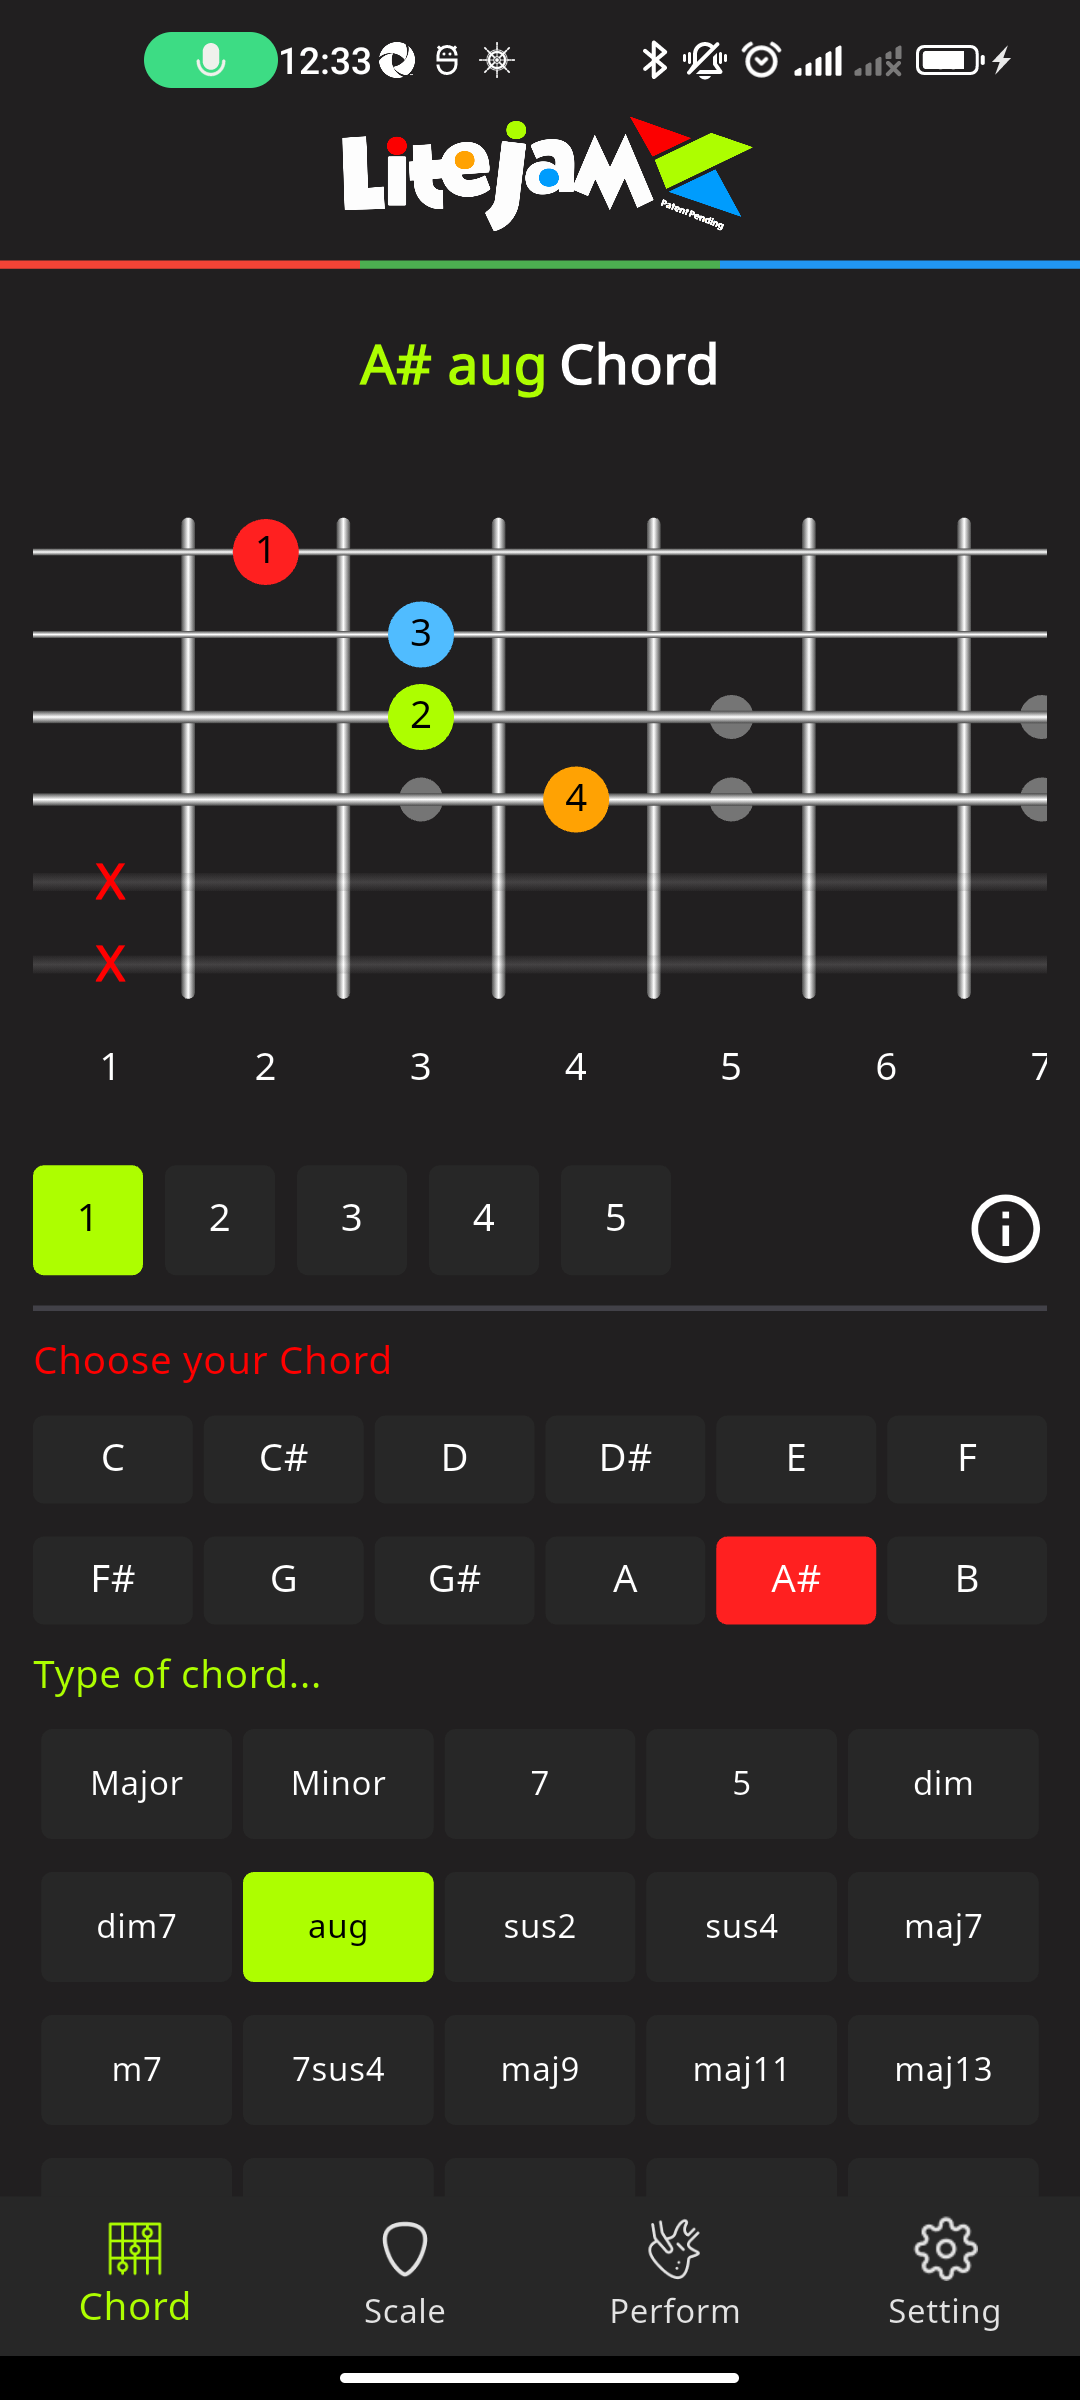 12:33
LiteJam
Patent Pending
A# aug Chord
1
3
2
4
X
X
1 2 3 4 5 6 7
1 2 3 4 5
Choose your Chord
C C# D D# E F
F# G G# A A# B
Type of chord...
Major Minor 7 5 dim
dim7 aug sus2 sus4 maj7
m7 7sus4 maj9 maj11 maj13
Chord Scale Perform Setting